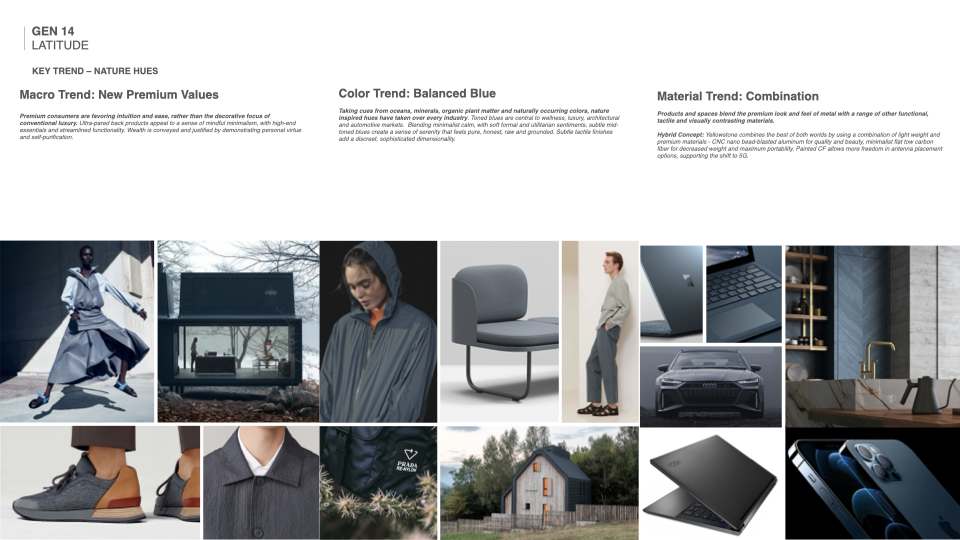 GEN 14
LATITUDE
KEY TREND – NATURE HUES
Macro Trend: New Premium Values
Premium consumers are favoring intuition and ease, rather than the decorative focus of
conventional luxury. Ultra-pared back products appeal to a sense of mindful minimalism, with high-end
essentials and streamlined functionality. Wealth is conveyed and justified by demonstrating personal virtue
and self-purification.
Color Trend: Balanced Blue
Taking cues from oceans, minerals, organic plant matter and naturally occurring colors, nature
inspired hues have taken over every industry. Toned blues are central to wellness, luxury, architectural
and automotive markets. Blending minimalist calm, with soft formal and utilitarian sentiments; subtle mid-
toned blues create a sense of serenity that feels pure, honest, raw and grounded. Subtle tactile finishes
add a discreet, sophisticated dimensionality.
Material Trend: Combination
Products and spaces blend the premium look and feel of metal with a range of other functional,
tactile and visually contrasting materials.
Hybrid Concept: Yellowstone combines the best of both worlds by using a combination of light weight and
premium materials - CNC nano bead-blasted aluminum for quality and beauty, minimalist flat tow carbon
fiber for decreased weight and maximum portability. Painted CF allows more freedom in antenna placement
options, supporting the shift to 5G.
PRADA
RE-NYLON